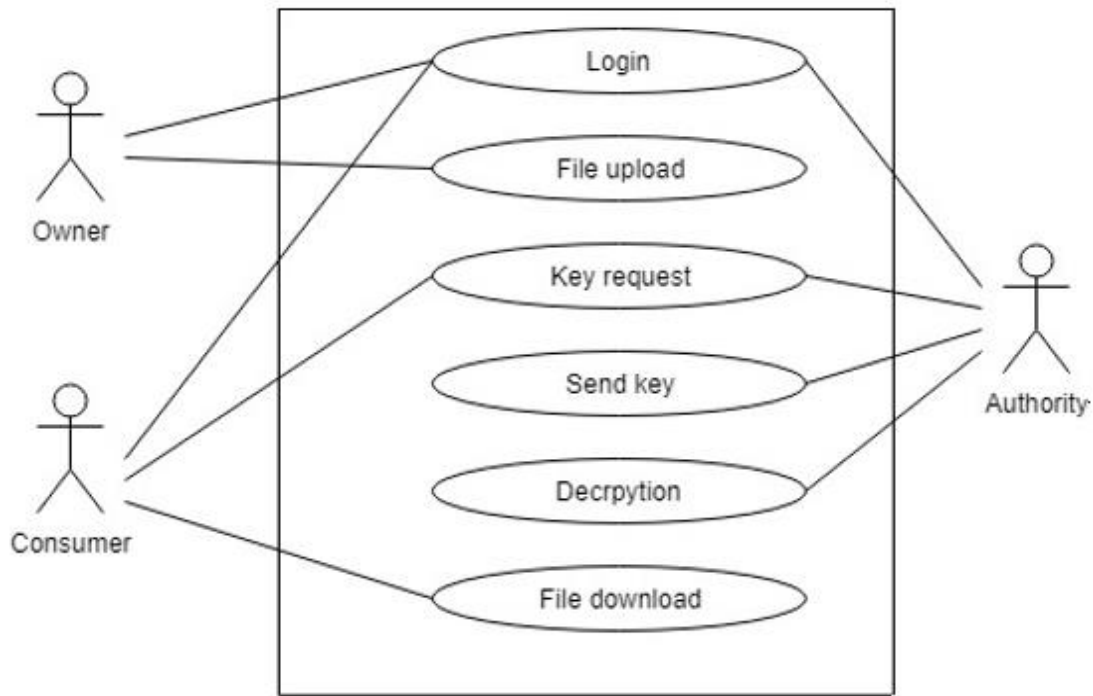 Login
File upload
Owner
Key request
Send key
Authority
Decrpytion
Consumer
File download